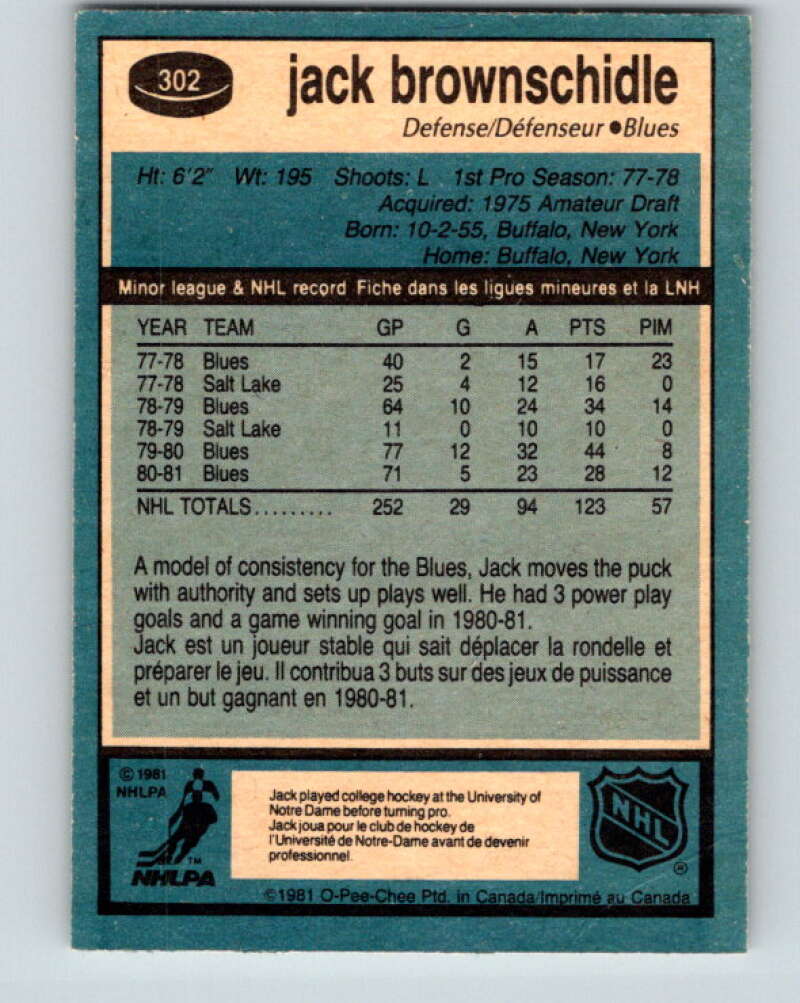 302
jack brownschidle
Defense/Défenseur ●Blues
Ht: 6'2" Wt: 195 Shoots: L 1st Pro Season: 77-78
Acquired: 1975 Amateur Draft
Born: 10-2-55, Buffalo, New York
Home: Buffalo, New York
Minor league & NHL record Fiche dans les ligues mineures et la LNH
YEAR TEAM GP G A PTS PIM
77-78 Blues 40 2 15 17 23
77-78 Salt Lake 25 4 12 16 0
78-79 Blues 64 10 24 34 14
78-79 Salt Lake 11 0 10 10 0
79-80 Blues 77 12 32 44 8
80-81 Blues 71 5 23 28 12
NHL TOTALS......... 252 29 94 123 57
A model of consistency for the Blues, Jack moves the puck
with authority and sets up plays well. He had 3 power play
goals and a game winning goal in 1980-81.
Jack est un joueur stable qui sait déplacer la rondelle et
préparer le jeu. Il contribua 3 buts sur des jeux de puissance
et un but gagnant en 1980-81.
© 1981
NHLPA
TM
NHLPA
Jack played college hockey at the University of
Notre Dame before turning pro.
Jack joua pour le club de hockey de
l'Université de Notre-Dame avant de devenir
professionnel.
NHL
®
©1981 O-Pee-Chee Ptd. in Canada/Imprimé au Canada